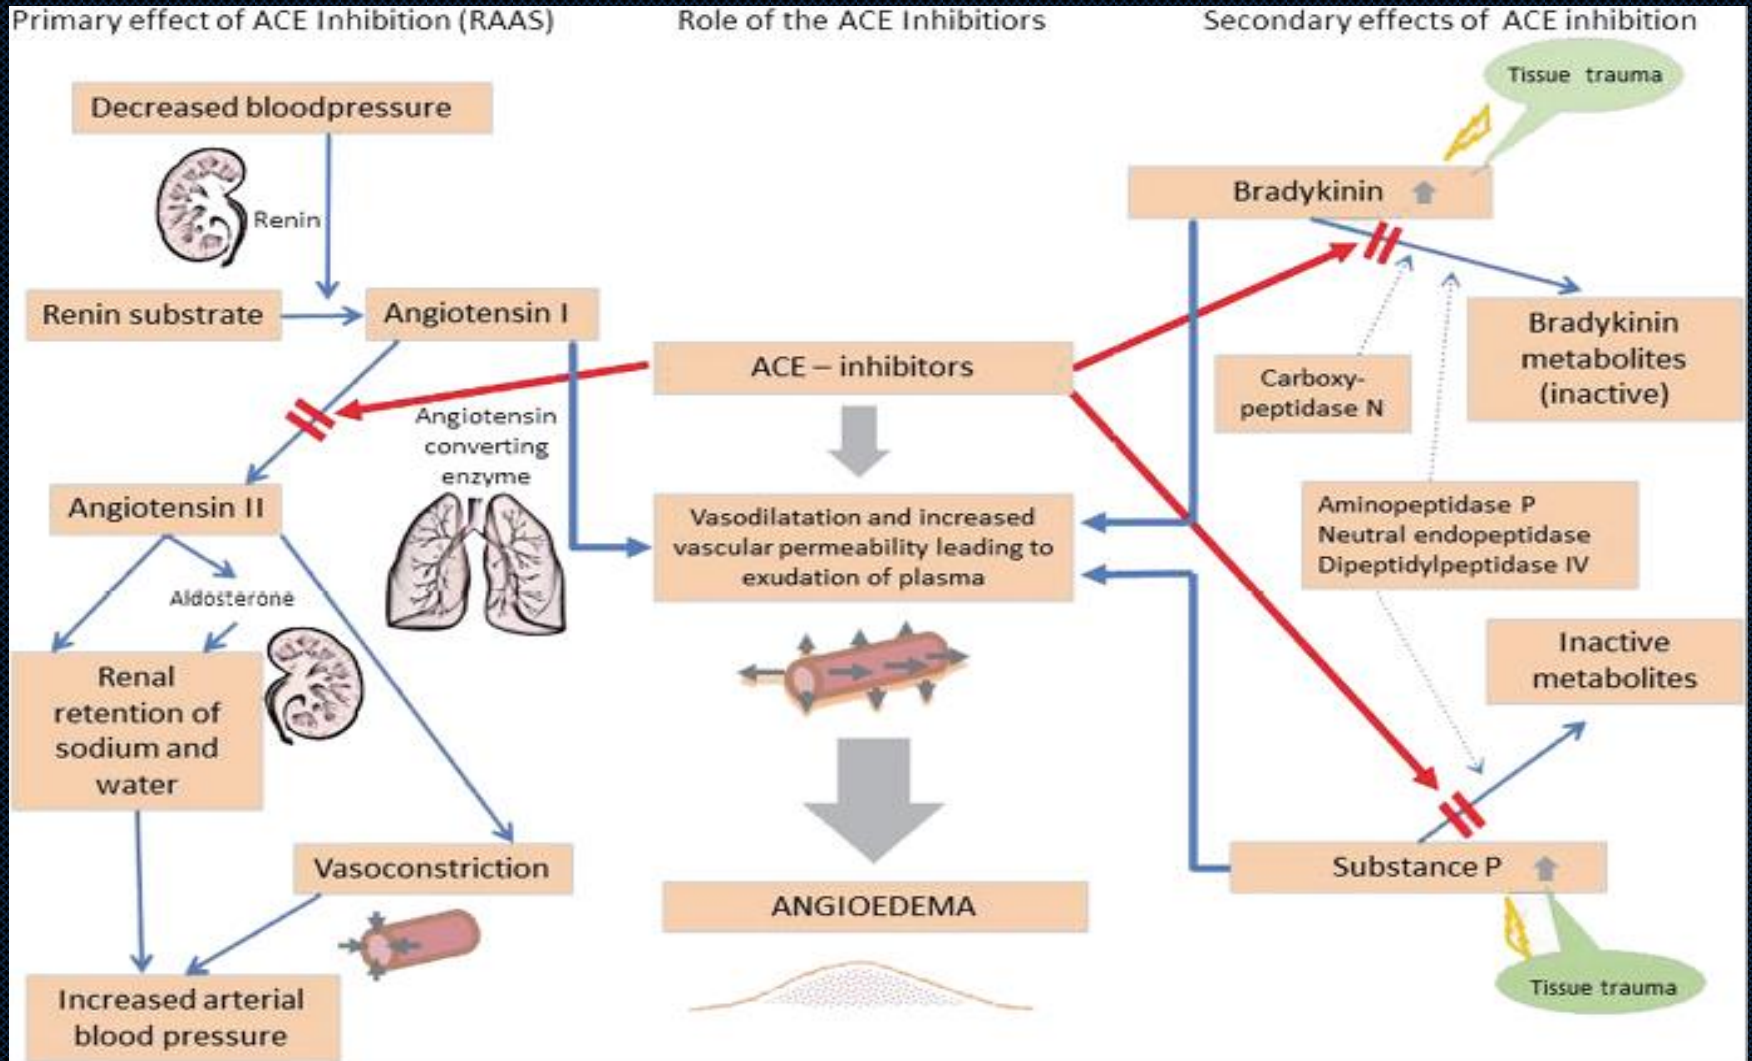 Primary effect of ACE Inhibition (RAAS)
Role of the ACE Inhibitiors
Secondary effects of ACE inhibition
Decreased bloodpressure
Renin
Renin substrate
Angiotensin I
Angiotensin
converting
enzyme
Angiotensin II
Aldosterone
Renal
retention of
sodium and
water
Vasoconstriction
Increased arterial
blood pressure
ACE – inhibitors
Vasodilatation and increased
vascular permeability leading to
exudation of plasma
ANGIOEDEMA
Tissue trauma
Bradykinin
Bradykinin
metabolites
(inactive)
Carboxy-
peptidase N
Aminopeptidase P
Neutral endopeptidase
Dipeptidylpeptidase IV
Inactive
metabolites
Substance P
Tissue trauma